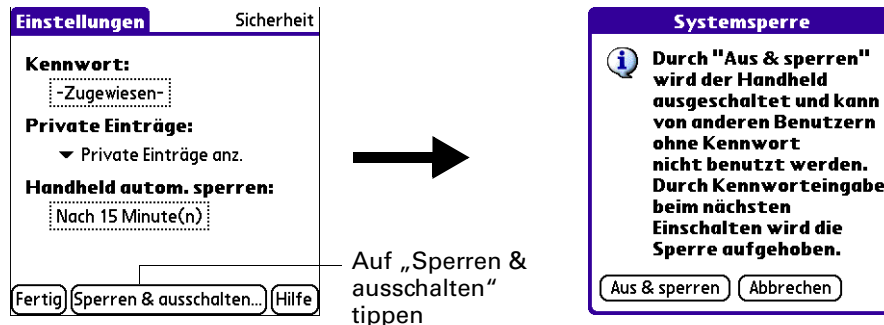 Einstellungen Sicherheit
Kennwort:
-Zugewiesen-
Private Einträge:
Private Einträge anz.
Handheld autom. sperren:
Nach 15 Minute(n)
Fertig Sperren & ausschalten... Hilfe
Auf „Sperren &
ausschalten“
tippen
Systemsperre
Durch "Aus & sperren"
wird der Handheld
ausgeschaltet und kann
von anderen Benutzern
ohne Kennwort
nicht benutzt werden.
Durch Kennworteingabe
beim nächsten
Einschalten wird die
Sperre aufgehoben.
Aus & sperren Abbrechen